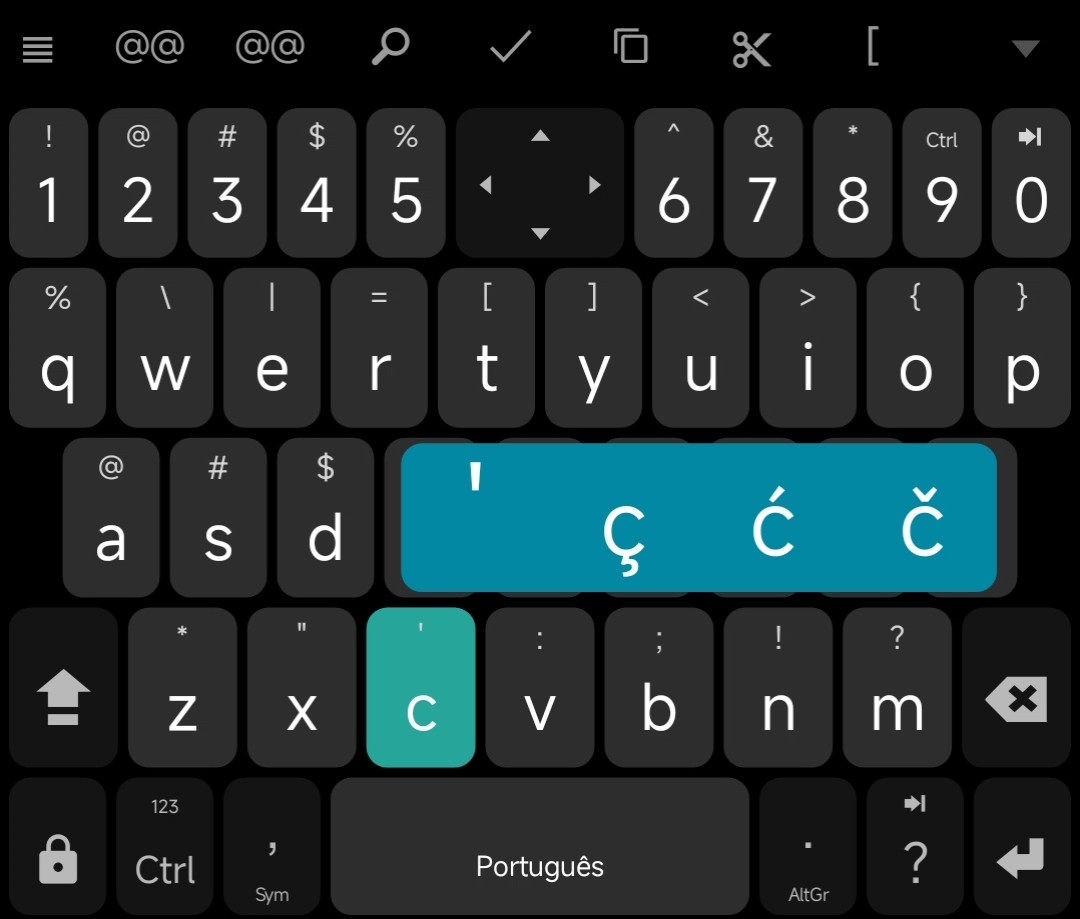 @@ @@ [
! @ # $ % ^ & * Ctrl
1 2 3 4 5 6 7 8 9 0
% \ | = [ ] < > { }
q w e r t y u i o p
@ # $
a s d ' ç ć č
* " ' : ; ! ?
z x c v b n m
123
Ctrl , Português . ?
Sym AltGr